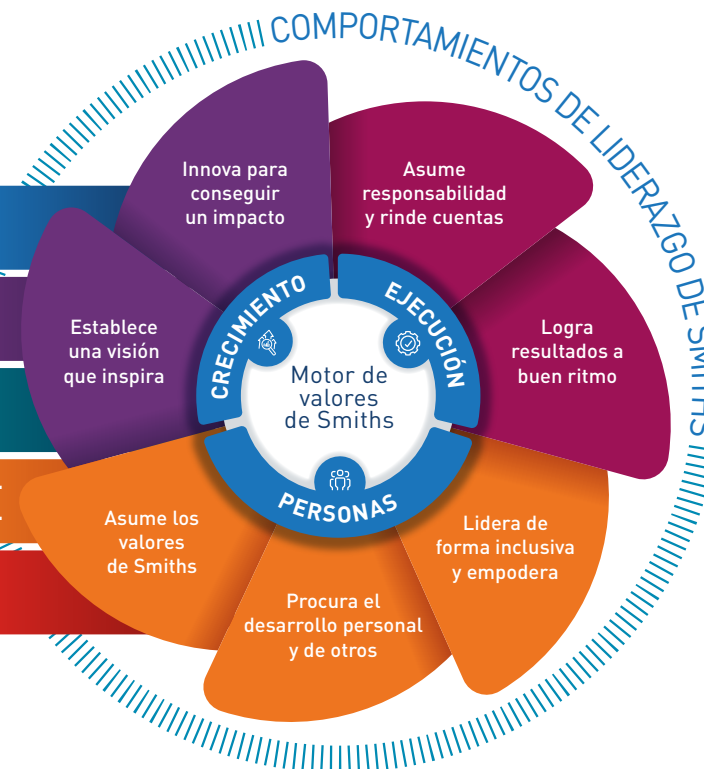 COMPORTAMIENTOS DE LIDERAZGO DE SMITHS
Innova para
conseguir
un impacto
Asume
responsabilidad
y rinde cuentas
Establece
una visión
que inspira
Logra
resultados a
buen ritmo
CRECIMIENTO
EJECUCIÓN
Motor de
valores
de Smiths
PERSONAS
Asume los
valores
de Smiths
Lidera de
forma inclusiva
y empodera
Procura el
desarrollo personal
y de otros